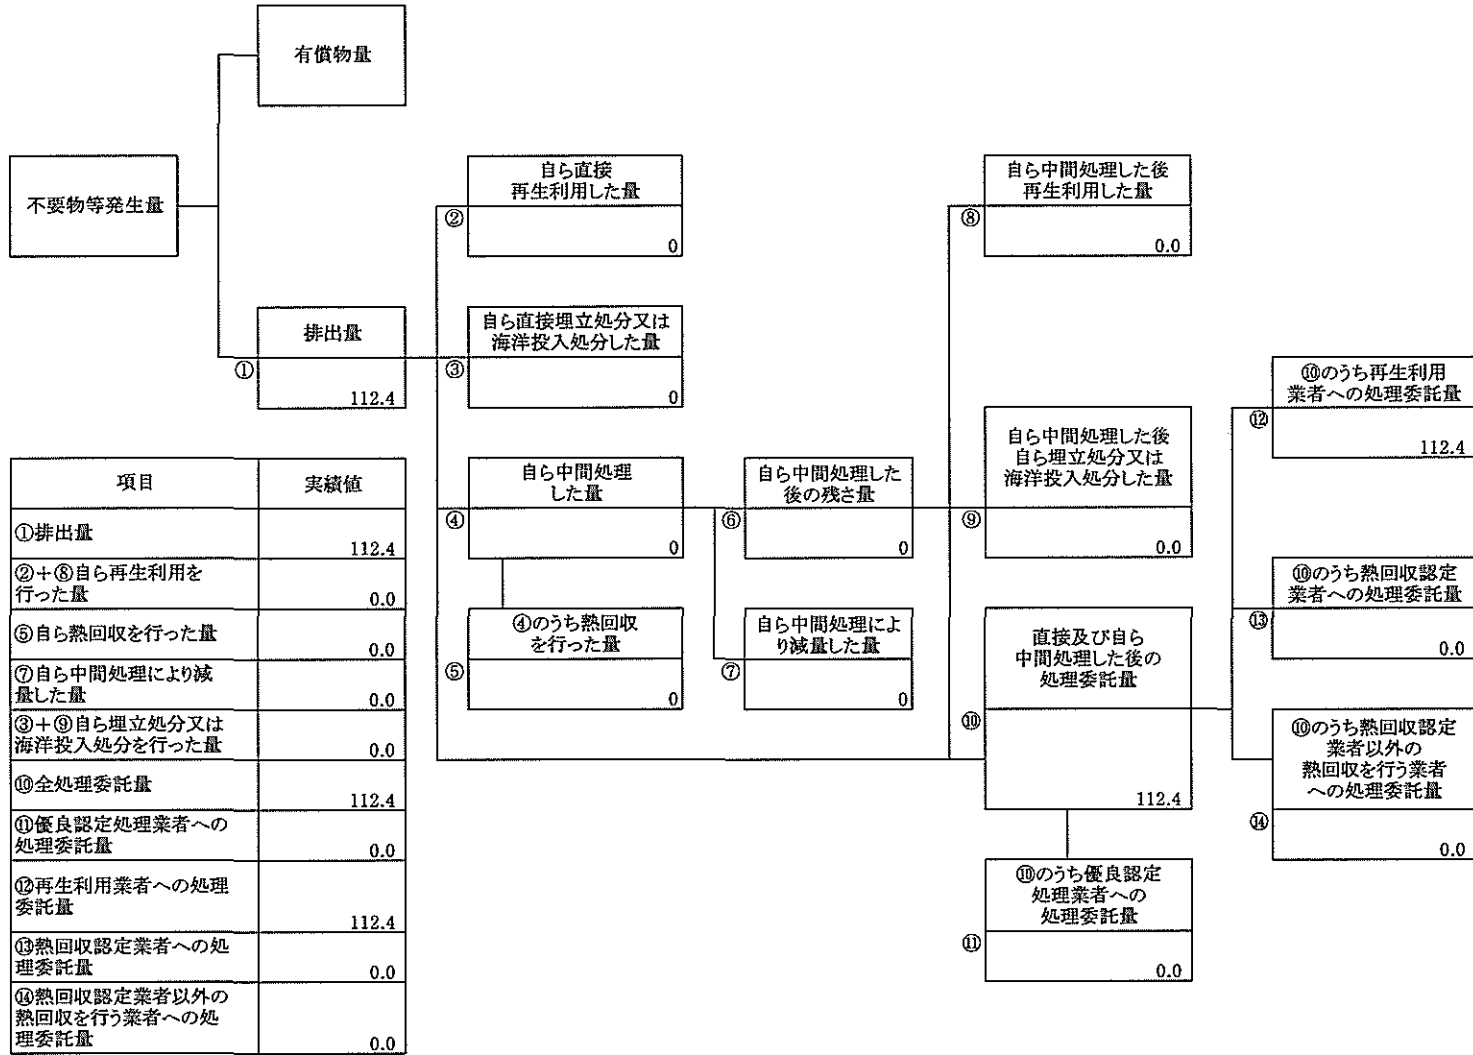 有償物量
不要物等発生量
排出量
①
112.4
自ら直接
再生利用した量
②
0
自ら直接埋立処分又は
海洋投入処分した量
③
0
自ら中間処理
した量
④
0
④のうち熱回収
を行った量
⑤
0
自ら中間処理した
後の残さ量
⑥
0
自ら中間処理によ
り減量した量
⑦
0
自ら中間処理した後
再生利用した量
⑧
0.0
自ら中間処理した後
自ら埋立処分又は
海洋投入処分した量
⑨
0.0
直接及び自ら
中間処理した後の
処理委託量
⑩
112.4
⑩のうち優良認定
処理業者への
処理委託量
⑪
0.0
⑩のうち再生利用
業者への処理委託量
⑫
112.4
⑩のうち熱回収認定
業者への処理委託量
⑬
0.0
⑩のうち熱回収認定
業者以外の
熱回収を行う業者
への処理委託量
⑭
0.0
項目 実績値
①排出量
112.4
②+⑧自ら再生利用を
行った量
0.0
⑤自ら熱回収を行った量
0.0
⑦自ら中間処理により減
量した量
0.0
③+⑨自ら埋立処分又は
海洋投入処分を行った量
0.0
⑩全処理委託量
112.4
⑪優良認定処理業者への
処理委託量
0.0
⑫再生利用業者への処理
委託量
112.4
⑬熱回収認定業者への処
理委託量
0.0
⑭熱回収認定業者以外の
熱回収を行う業者への処
理委託量
0.0